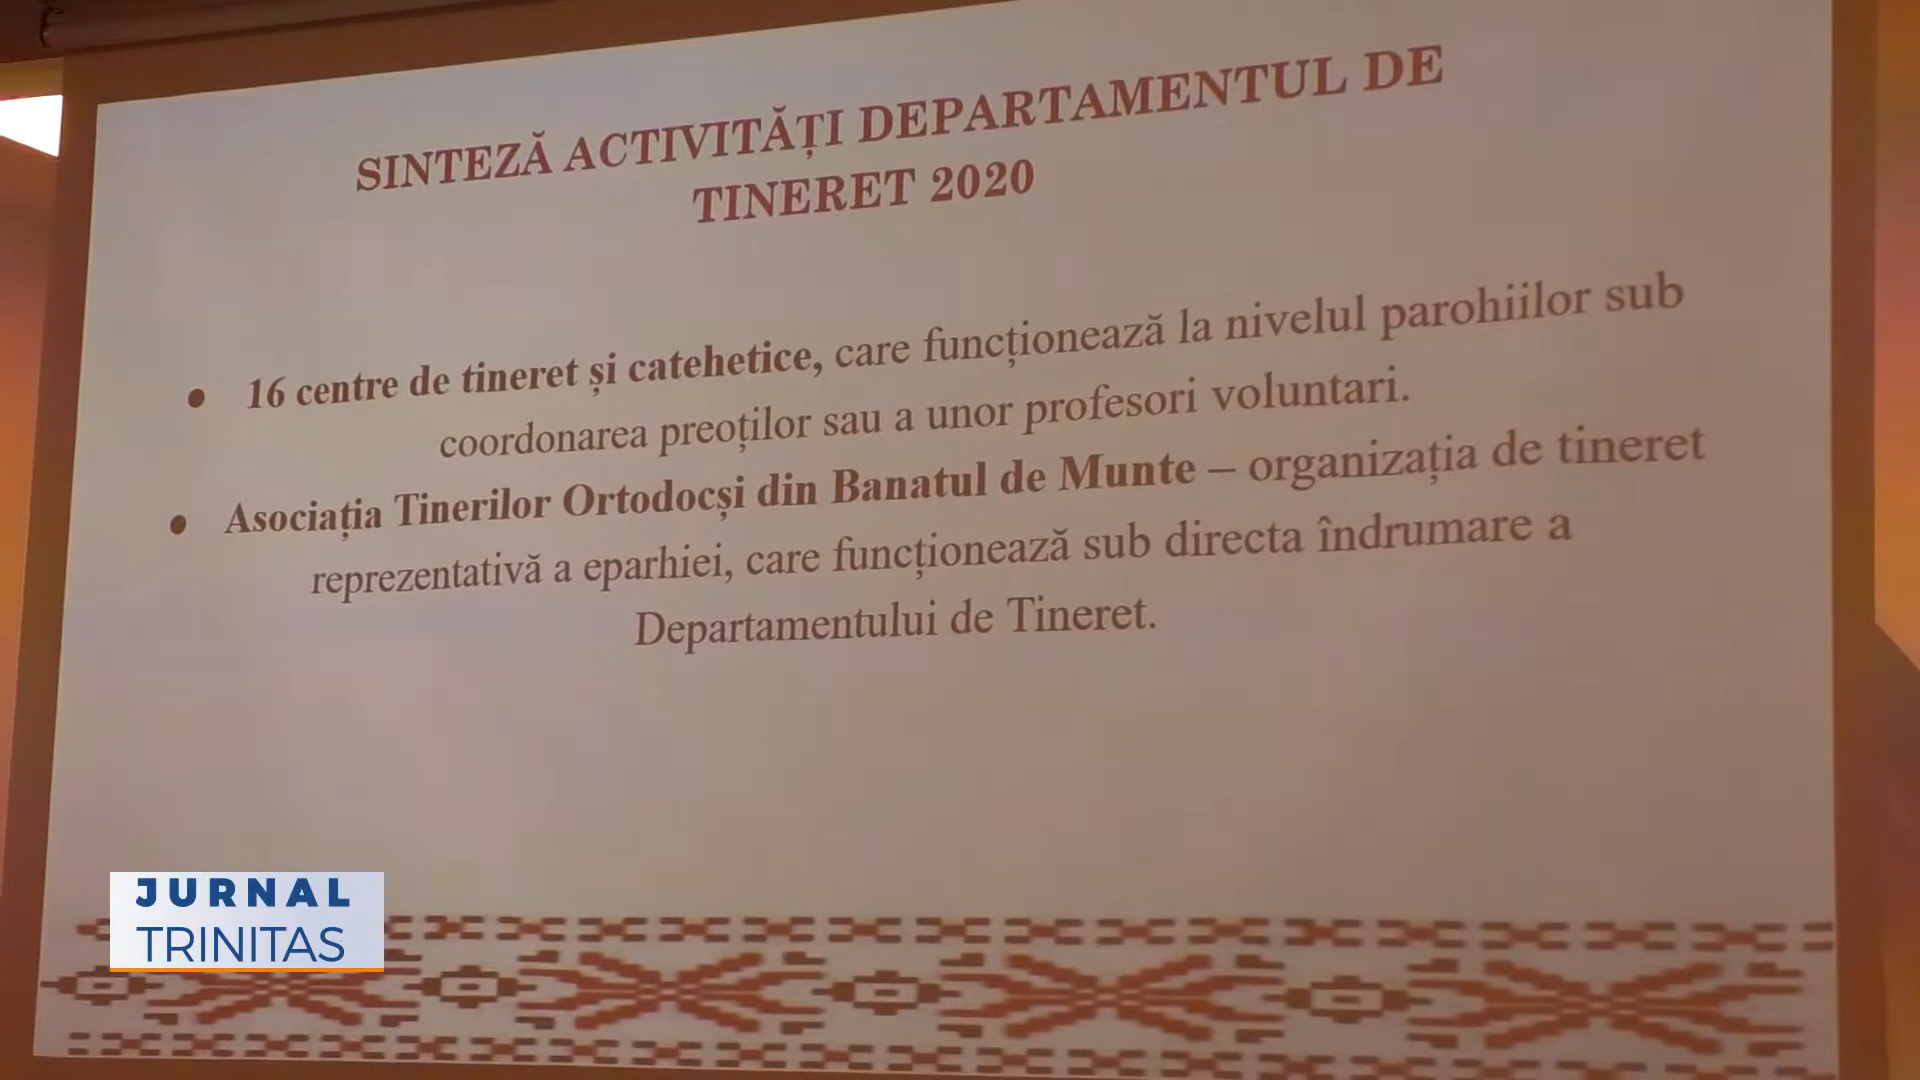 SINTEZĂ ACTIVITĂȚI DEPARTAMENTUL DE
TINERET 2020
• 16 centre de tineret și catehetice, care funcționează la nivelul parohiilor sub
coordonarea preoților sau a unor profesori voluntari.
• Asociația Tinerilor Ortodocși din Banatul de Munte – organizația de tineret
reprezentativă a eparhiei, care funcționează sub directa îndrumare a
Departamentului de Tineret.
JURNAL
TRINITAS